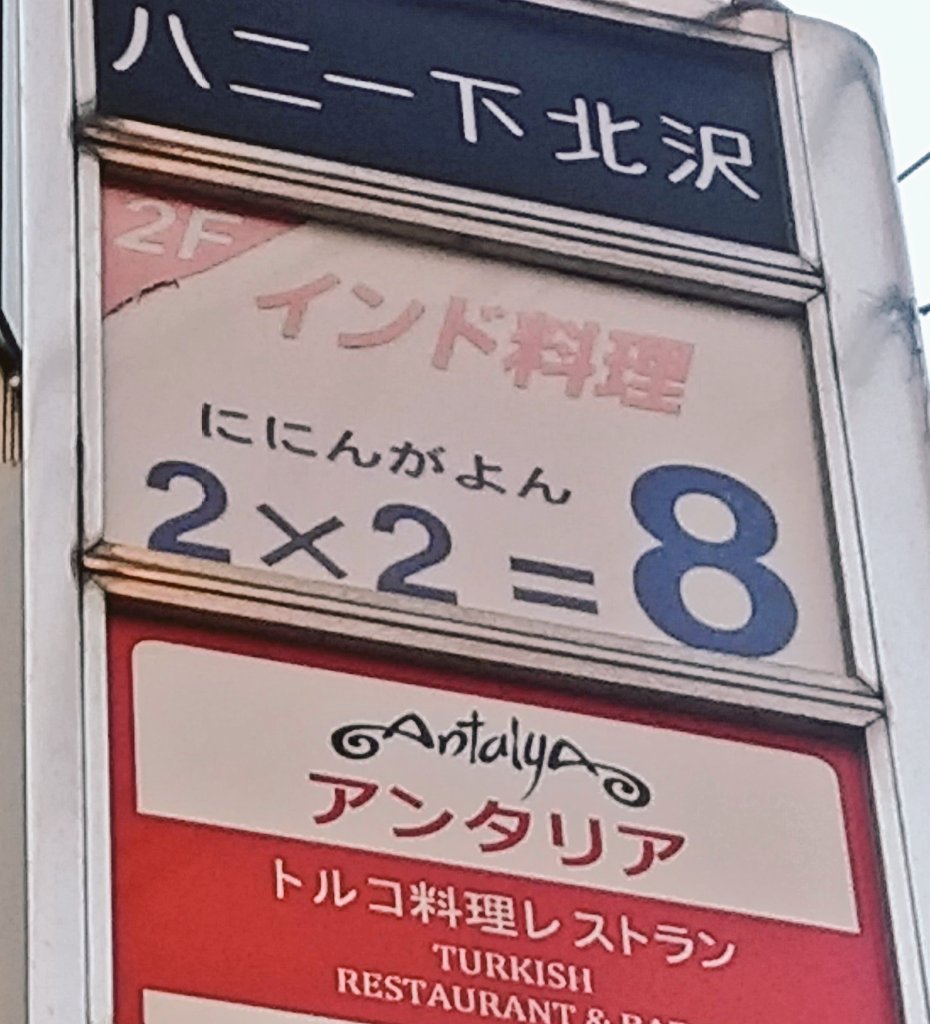 ハニー下北沢
2F
インド料理
ににんがよん
2×2=8
Antalya
アンタリア
トルコ料理レストラン
TURKISH
RESTAURANT &